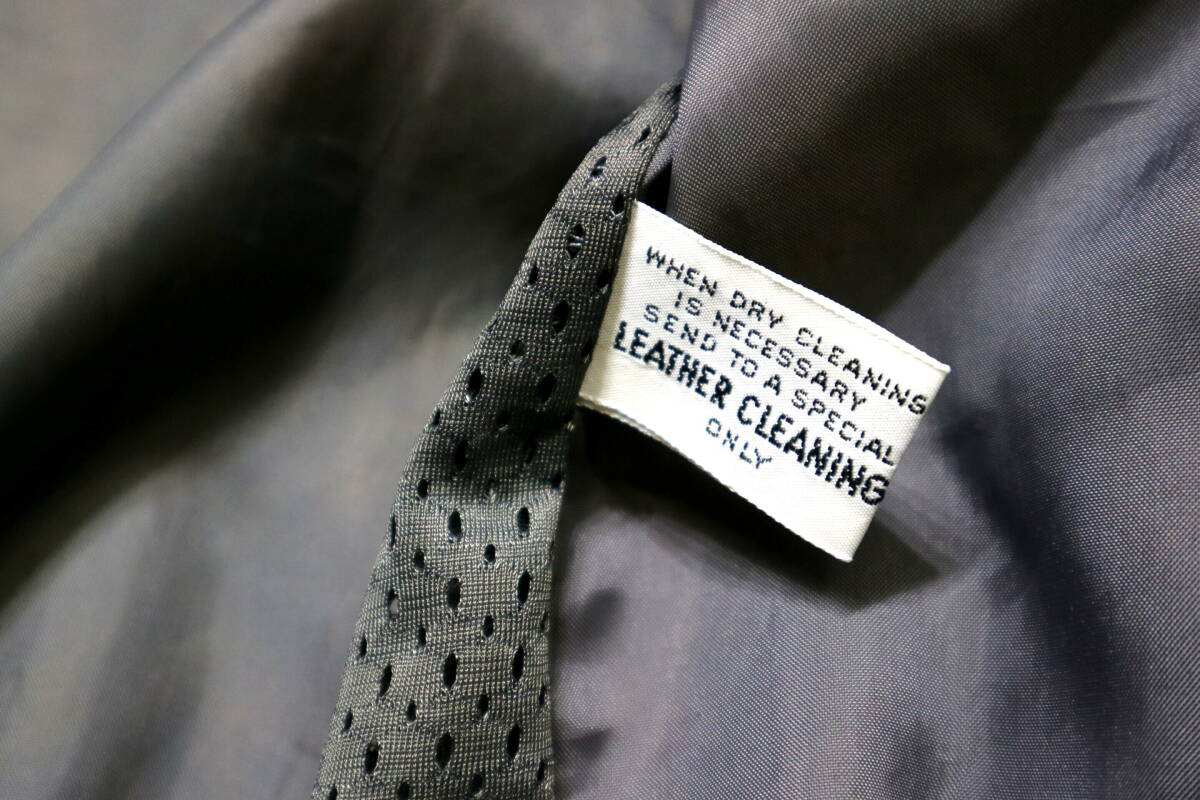 WHEN DRY CLEANING
IS NECESSARY
SEND TO A SPECIAL
LEATHER CLEANING
ONLY